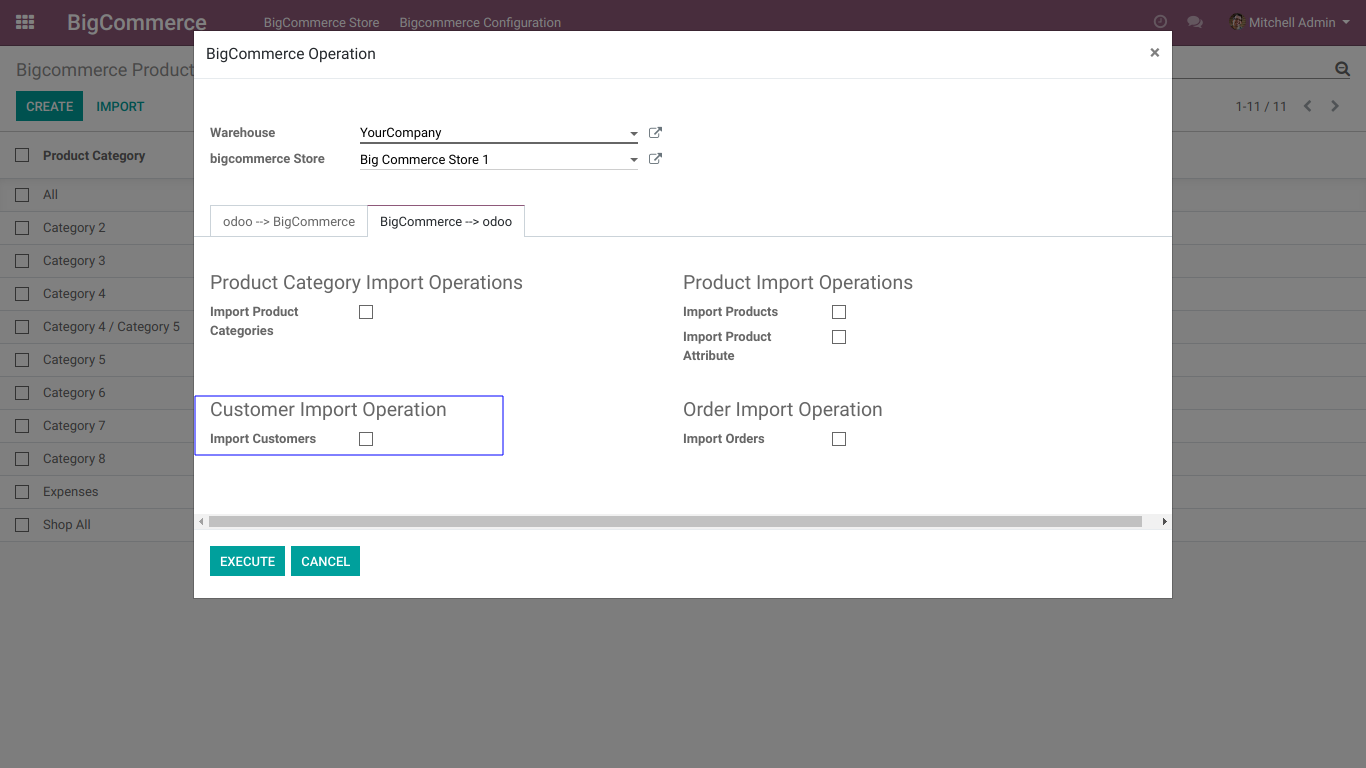 BigCommerce BigCommerce Store Bigcommerce Configuration Mitchell Admin
BigCommerce Operation ×
Bigcommerce Product
CREATE IMPORT 1-11 / 11
Warehouse YourCompany
bigcommerce Store Big Commerce Store 1
Product Category
All
Category 2
Category 3
Category 4
Category 4 / Category 5
Category 5
Category 6
Category 7
Category 8
Expenses
Shop All
odoo --> BigCommerce BigCommerce --> odoo
Product Category Import Operations
Import Product
Categories
Product Import Operations
Import Products
Import Product
Attribute
Customer Import Operation
Import Customers
Order Import Operation
Import Orders
EXECUTE CANCEL